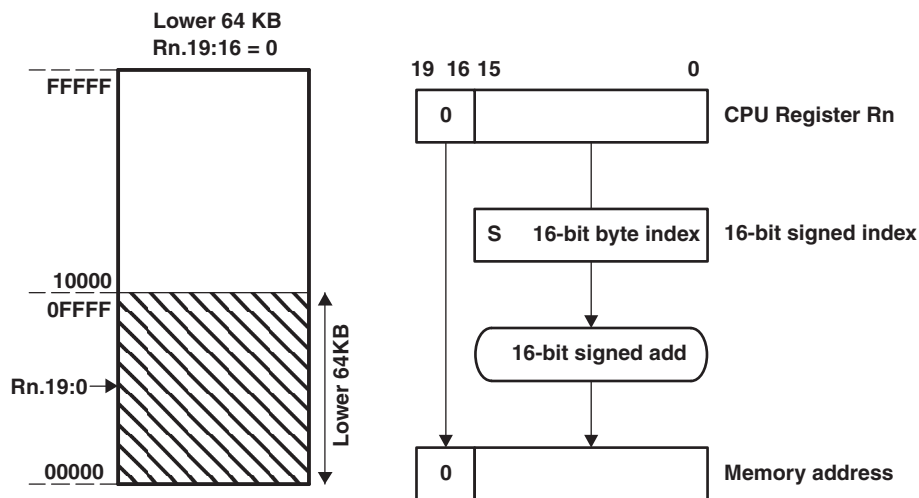 Lower 64 KB
Rn.19:16 = 0
FFFFF
10000
0FFFF
Rn.19:0
00000
Lower 64KB
19 16 15 0
0
CPU Register Rn
S 16-bit byte index
16-bit signed index
16-bit signed add
0
Memory address